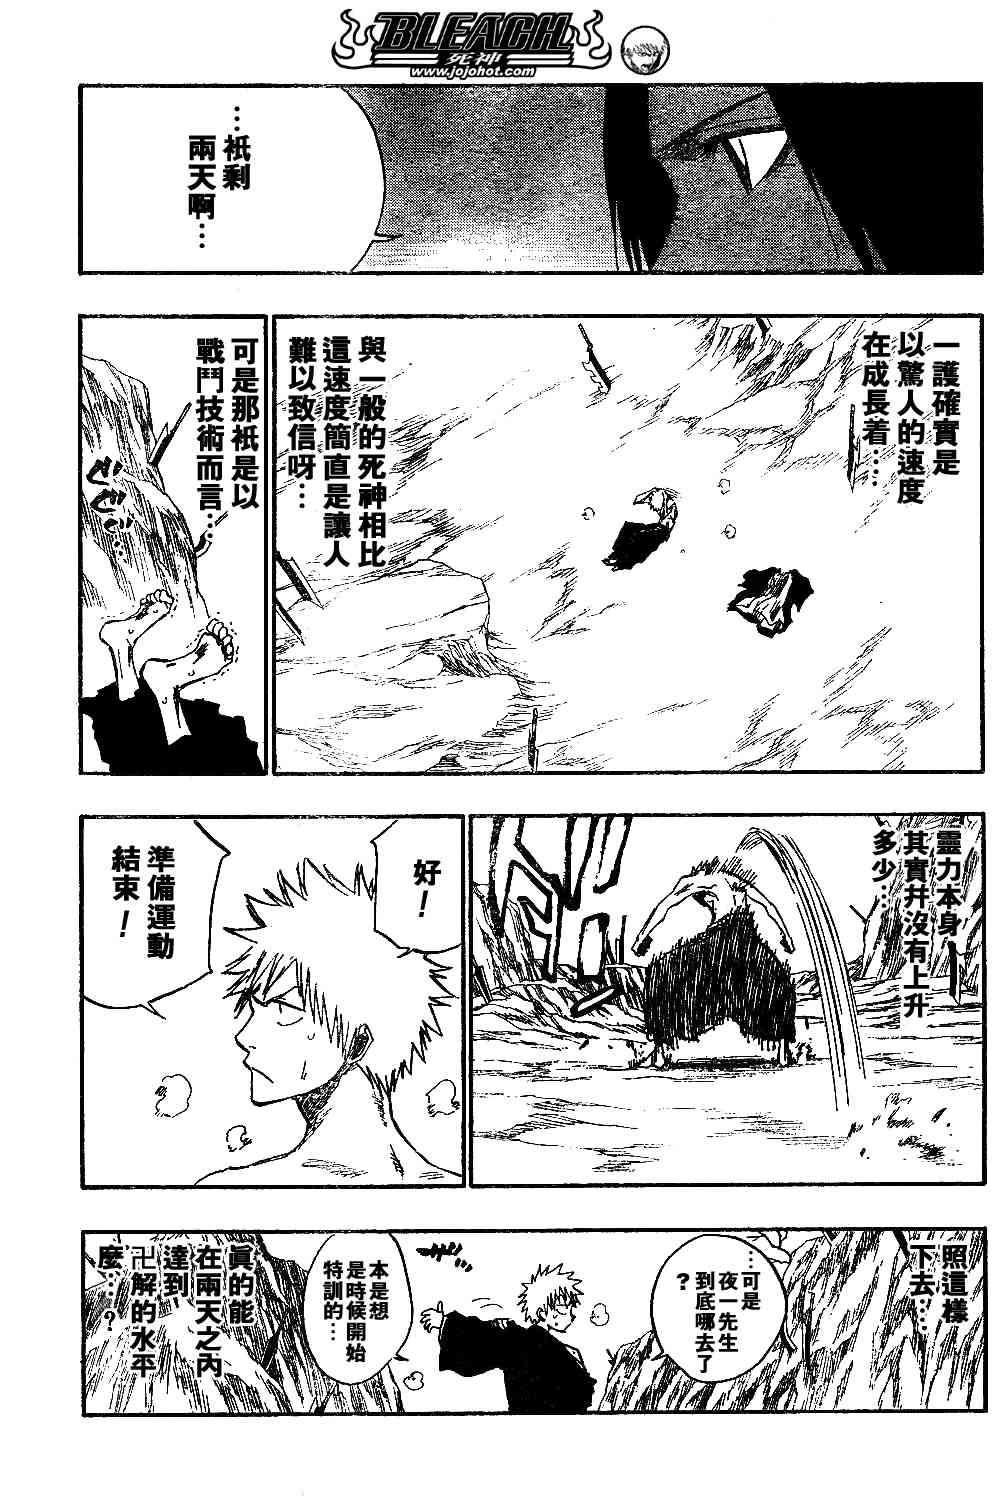 BLEACH
死神
www.jojohot.com
…祇剩
兩天啊…
一護確實是
以驚人的速度
在成長着……
與一般的死神相比
這速度簡直是讓人
難以致信呀…
可是那祇是以
戰鬥技術而言…
靈力本身
其實并沒有上升
多少…
好！
準備運動
結束！
照這樣
下去……
…可是
夜一先生
到底哪去了
？
本是想
是時候開始
特訓的…
眞的能
在兩天之內
達到
卍解的水平
麼…？